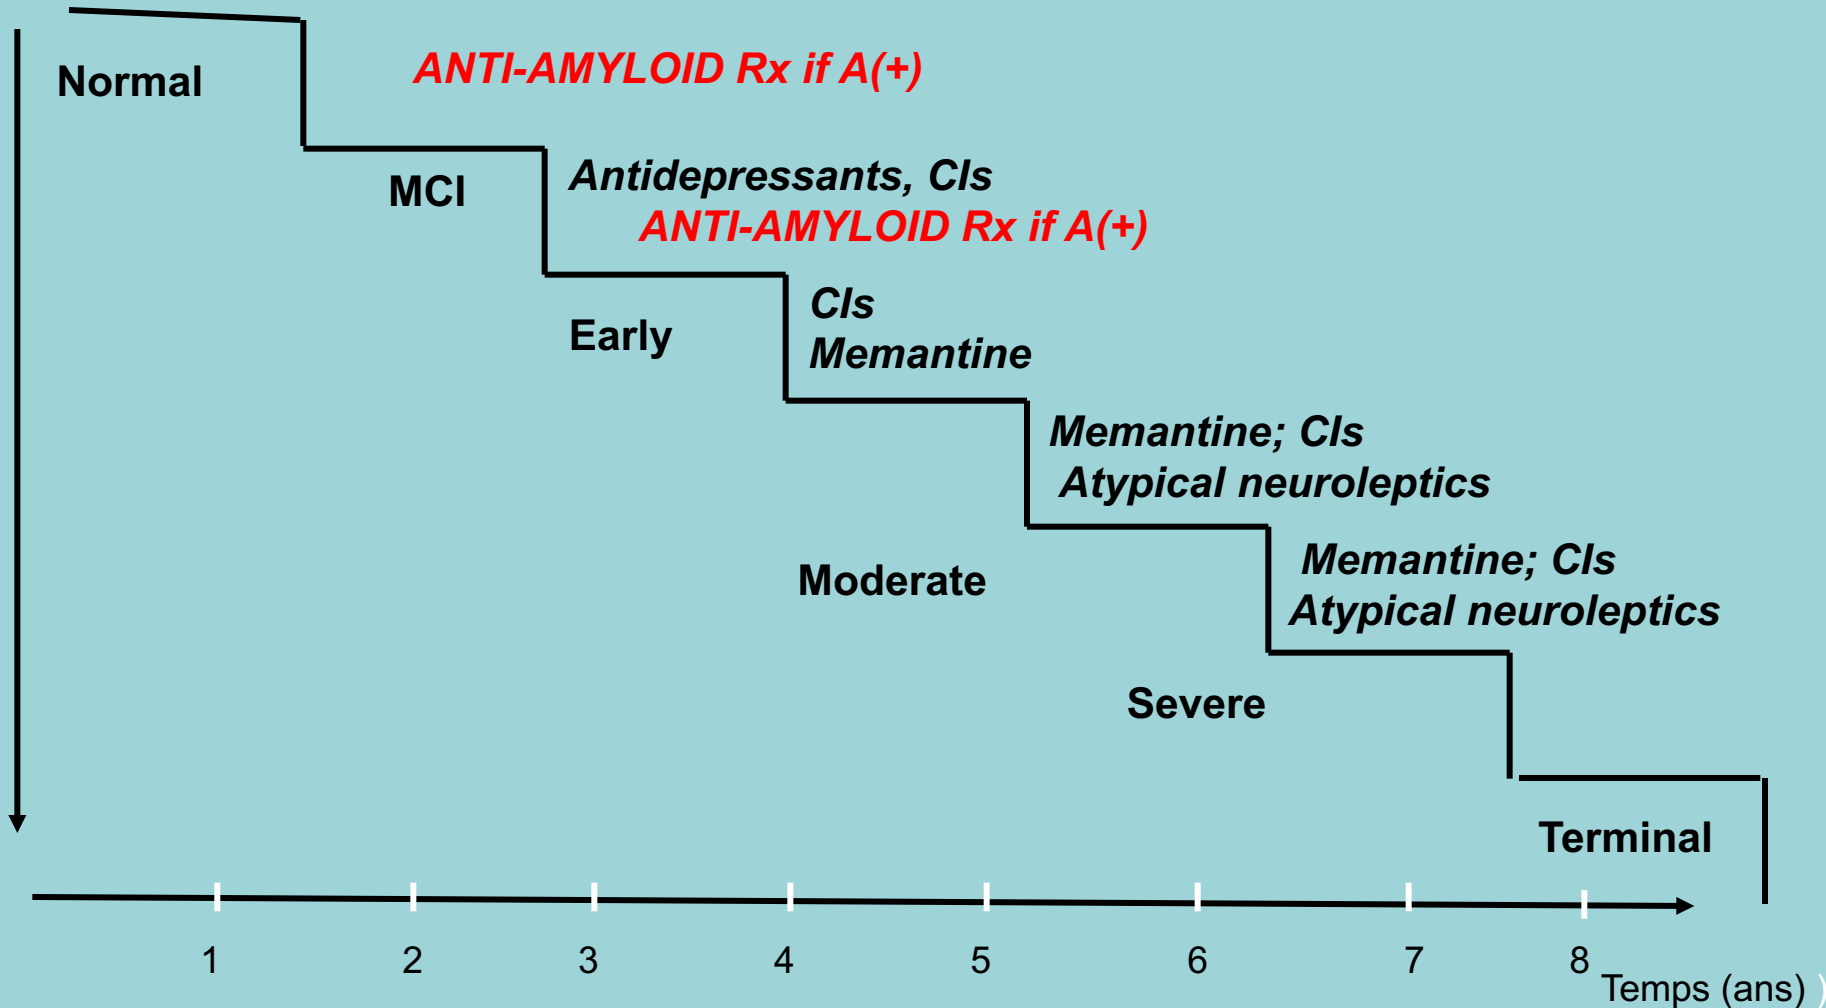 Normal
ANTI-AMYLOID Rx if A(+)
MCI
Antidepressants, CIs
ANTI-AMYLOID Rx if A(+)
Early
CIs
Memantine
Memantine; CIs
Atypical neuroleptics
Moderate
Memantine; CIs
Atypical neuroleptics
Severe
Terminal
1 2 3 4 5 6 7 8
Temps (ans) )